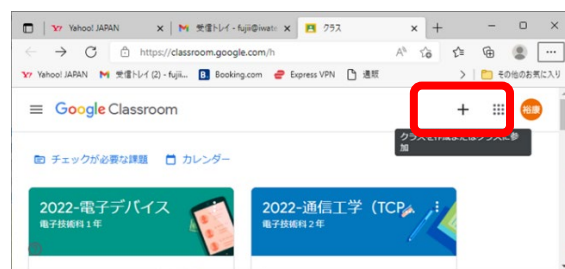 Yahoo! JAPAN
受信トレイ - fujii@iwate
クラス
https://classroom.google.com/h
Yahoo! JAPAN
受信トレイ (2) - fujii...
Booking.com
Express VPN
通販
その他のお気に入り
Google Classroom
裕康
クラスを作成またはクラスに参
加
チェックが必要な課題
カレンダー
2022-電子デバイス
電子技術科1年
2022-通信工学（TCP
電子技術科2年